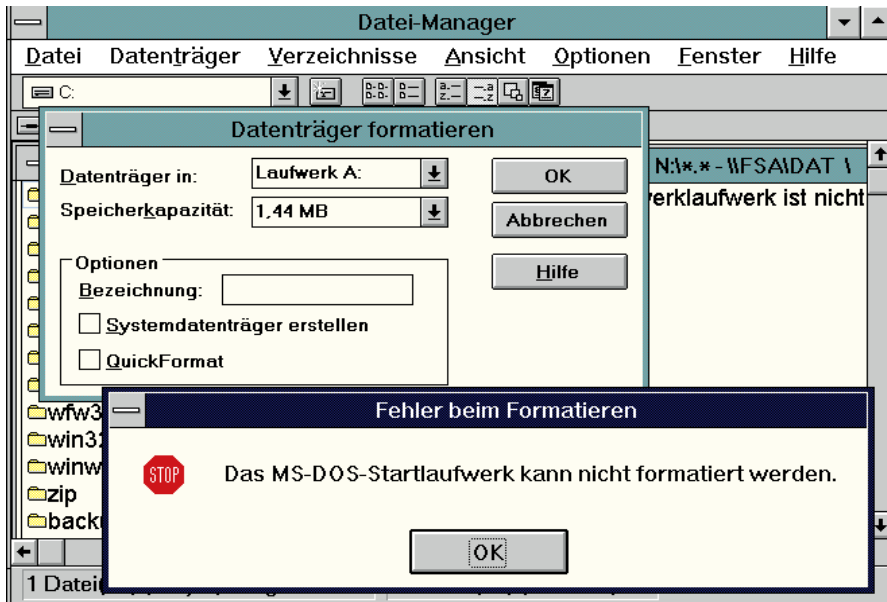 Datei-Manager
Datei Datenträger Verzeichnisse Ansicht Optionen Fenster Hilfe
C:
Datenträger formatieren
N:\*.* - \\FSA\DAT \
Datenträger in: Laufwerk A: OK
verklaufwerk ist nicht
Speicherkapazität: 1,44 MB Abbrechen
Optionen
Hilfe
Bezeichnung:
Systemdatenträger erstellen
QuickFormat
wfw3
Fehler beim Formatieren
win3
winw
STOP Das MS-DOS-Startlaufwerk kann nicht formatiert werden.
zip
back
OK
1 Datei